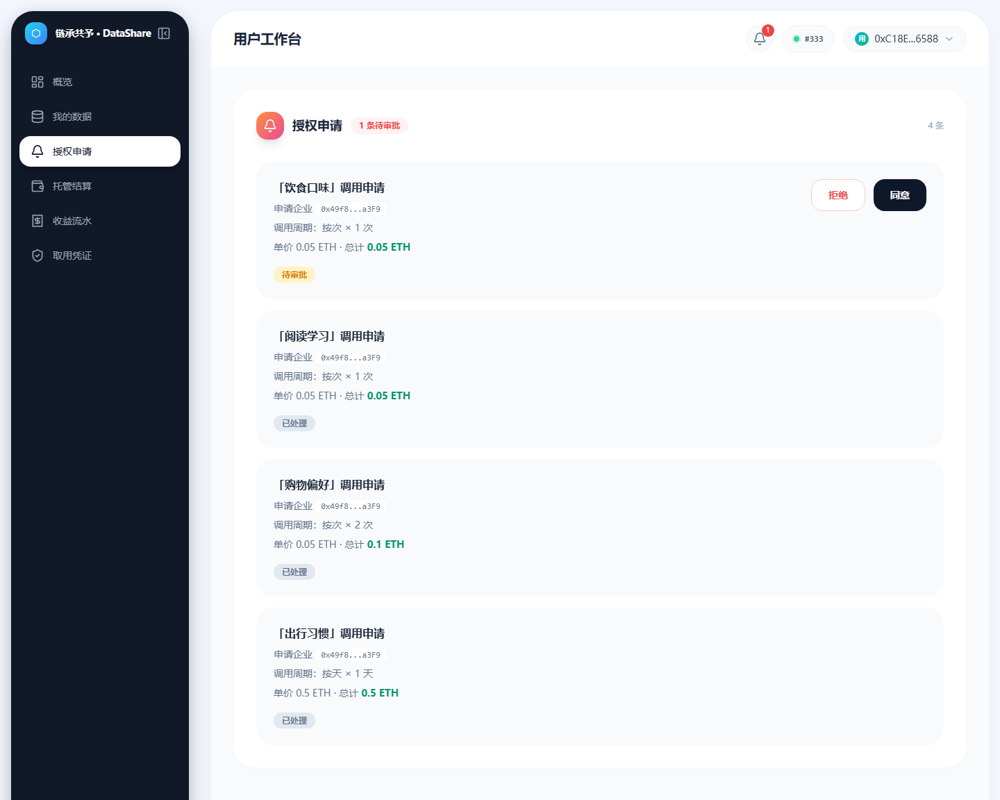 链承共予 • DataShare
概览
我的数据
授权申请
托管结算
收益流水
取用凭证
用户工作台
1
#333
用
0xC18E...6588
授权申请
1 条待审批
4 条
「饮食口味」调用申请
申请企业 0x49f8...a3F9
调用周期：按次 × 1 次
单价 0.05 ETH · 总计 0.05 ETH
待审批
拒绝
同意
「阅读学习」调用申请
申请企业 0x49f8...a3F9
调用周期：按次 × 1 次
单价 0.05 ETH · 总计 0.05 ETH
已处理
「购物偏好」调用申请
申请企业 0x49f8...a3F9
调用周期：按次 × 2 次
单价 0.05 ETH · 总计 0.1 ETH
已处理
「出行习惯」调用申请
申请企业 0x49f8...a3F9
调用周期：按天 × 1 天
单价 0.5 ETH · 总计 0.5 ETH
已处理